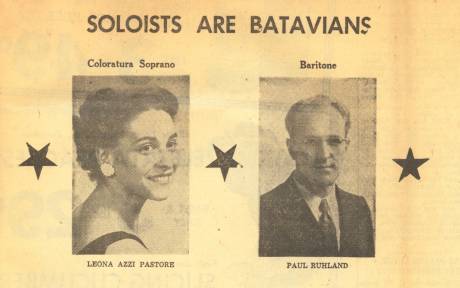 SOLOISTS ARE BATAVIANS
Coloratura Soprano
Baritone
LEONA AZZI PASTORE
PAUL RUHLAND